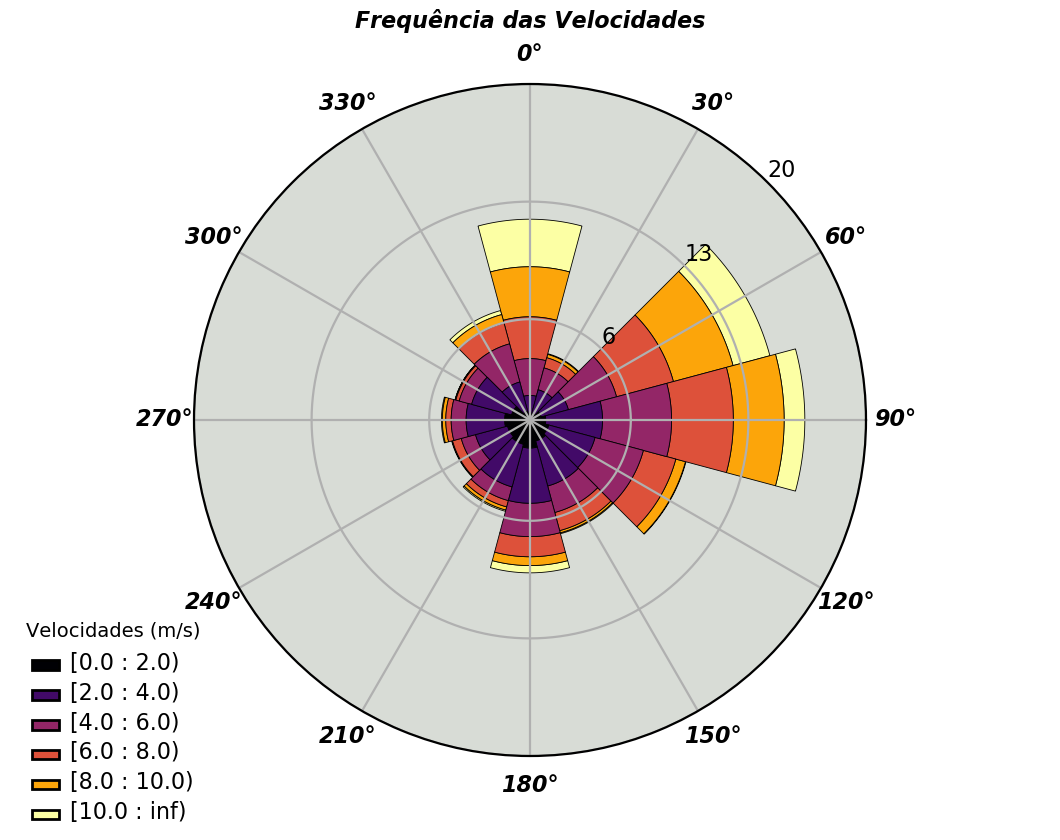 Frequência das Velocidades
0°
330°
30°
20
300°
60°
13
6
270°
90°
240°
120°
210°
150°
180°
Velocidades (m/s)
[0.0 : 2.0)
[2.0 : 4.0)
[4.0 : 6.0)
[6.0 : 8.0)
[8.0 : 10.0)
[10.0 : inf)